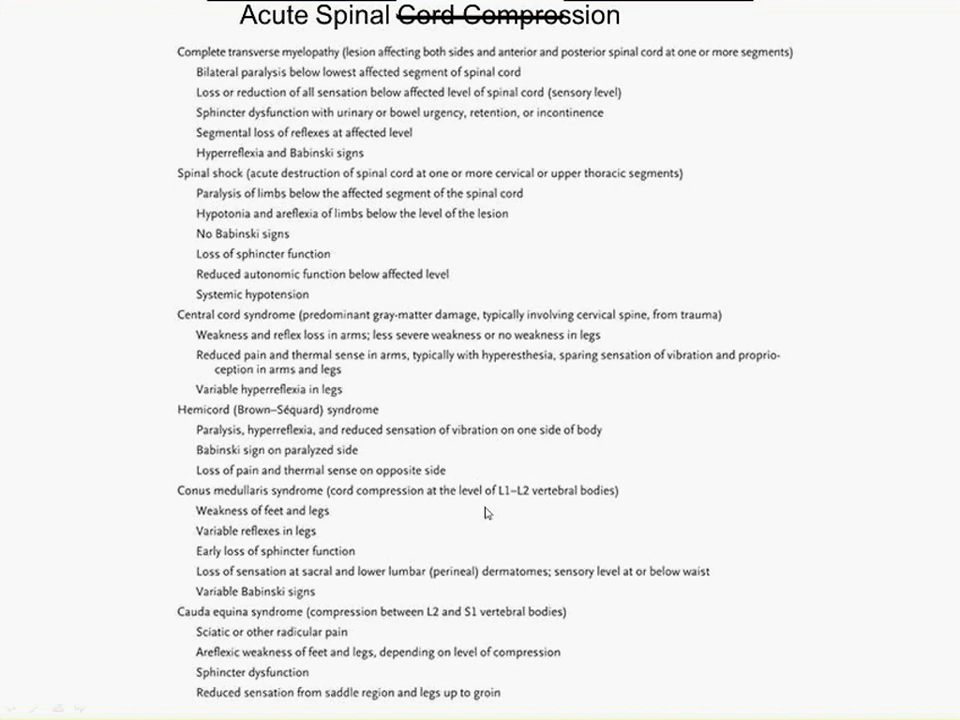 Acute Spinal Cord Compression
Complete transverse myelopathy (lesion affecting both sides and anterior and posterior spinal cord at one or more segments)
Bilateral paralysis below lowest affected segment of spinal cord
Loss or reduction of all sensation below affected level of spinal cord (sensory level)
Sphincter dysfunction with urinary or bowel urgency, retention, or incontinence
Segmental loss of reflexes at affected level
Hyperreflexia and Babinski signs
Spinal shock (acute destruction of spinal cord at one or more cervical or upper thoracic segments)
Paralysis of limbs below the affected segment of the spinal cord
Hypotonia and areflexia of limbs below the level of the lesion
No Babinski signs
Loss of sphincter function
Reduced autonomic function below affected level
Systemic hypotension
Central cord syndrome (predominant gray-matter damage, typically involving cervical spine, from trauma)
Weakness and reflex loss in arms; less severe weakness or no weakness in legs
Reduced pain and thermal sense in arms, typically with hyperesthesia, sparing sensation of vibration and proprio-
ception in arms and legs
Variable hyperreflexia in legs
Hemicord (Brown–Séquard) syndrome
Paralysis, hyperreflexia, and reduced sensation of vibration on one side of body
Babinski sign on paralyzed side
Loss of pain and thermal sense on opposite side
Conus medullaris syndrome (cord compression at the level of L1–L2 vertebral bodies)
Weakness of feet and legs
Variable reflexes in legs
Early loss of sphincter function
Loss of sensation at sacral and lower lumbar (perineal) dermatomes; sensory level at or below waist
Variable Babinski signs
Cauda equina syndrome (compression between L2 and S1 vertebral bodies)
Sciatic or other radicular pain
Areflexic weakness of feet and legs, depending on level of compression
Sphincter dysfunction
Reduced sensation from saddle region and legs up to groin